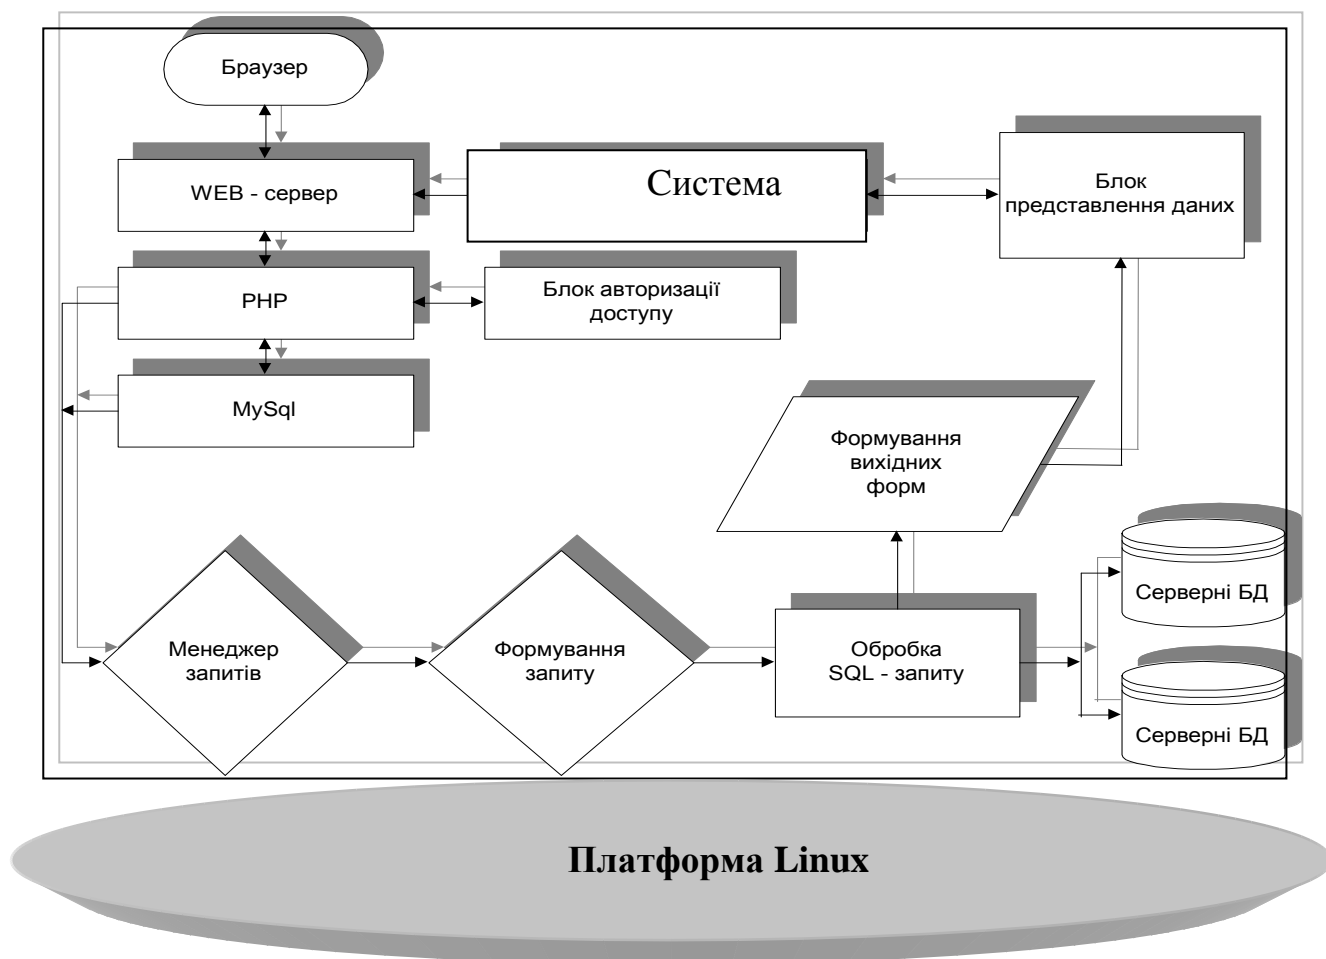 Браузер
WEB - сервер
Система
Блок
представлення даних
PHP
Блок авторизації
доступу
MySql
Формування
вихідних
форм
Серверні БД
Менеджер
запитів
Формування
запиту
Обробка
SQL - запиту
Серверні БД
Платформа Linux